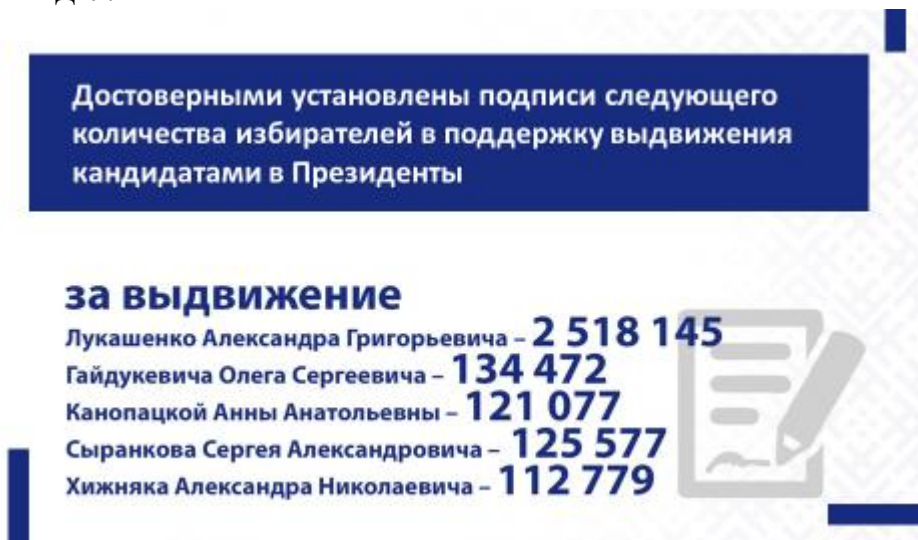 Достоверными установлены подписи следующего
количества избирателей в поддержку выдвижения
кандидатами в Президенты
за выдвижение
Лукашенко Александра Григорьевича – 2 518 145
Гайдукевича Олега Сергеевича – 134 472
Канопацкой Анны Анатольевны – 121 077
Сыранкова Сергея Александровича – 125 577
Хижняка Александра Николаевича – 112 779